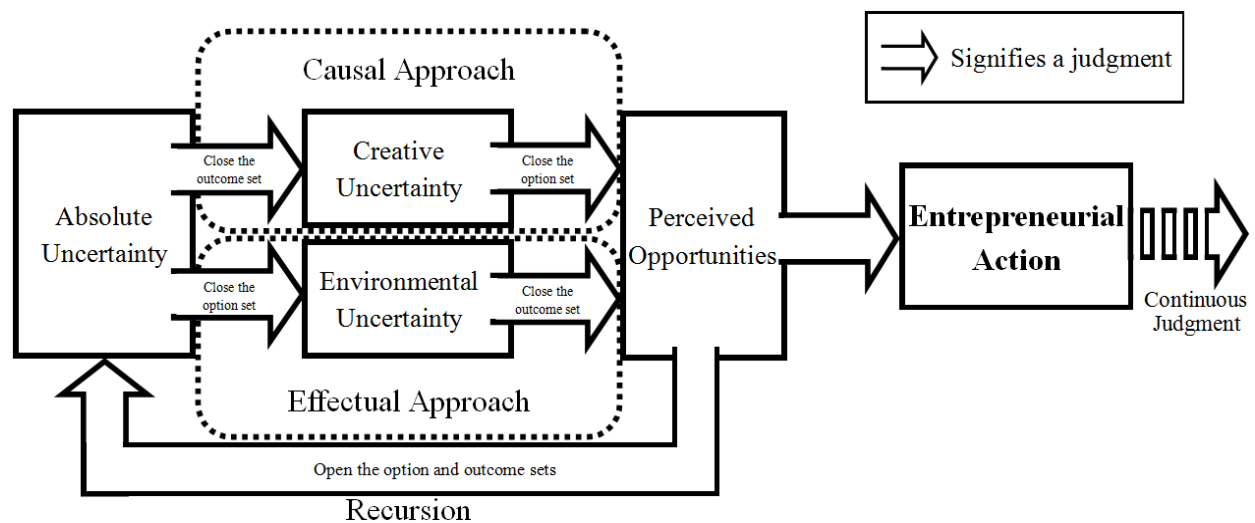 Causal Approach
Signifies a judgment
Absolute
Uncertainty
Close the
outcome set
Creative
Uncertainty
Close the
option set
Close the
option set
Environmental
Uncertainty
Close the
outcome set
Effectual Approach
Perceived
Opportunities
Entrepreneurial
Action
Continuous
Judgment
Open the option and outcome sets
Recursion